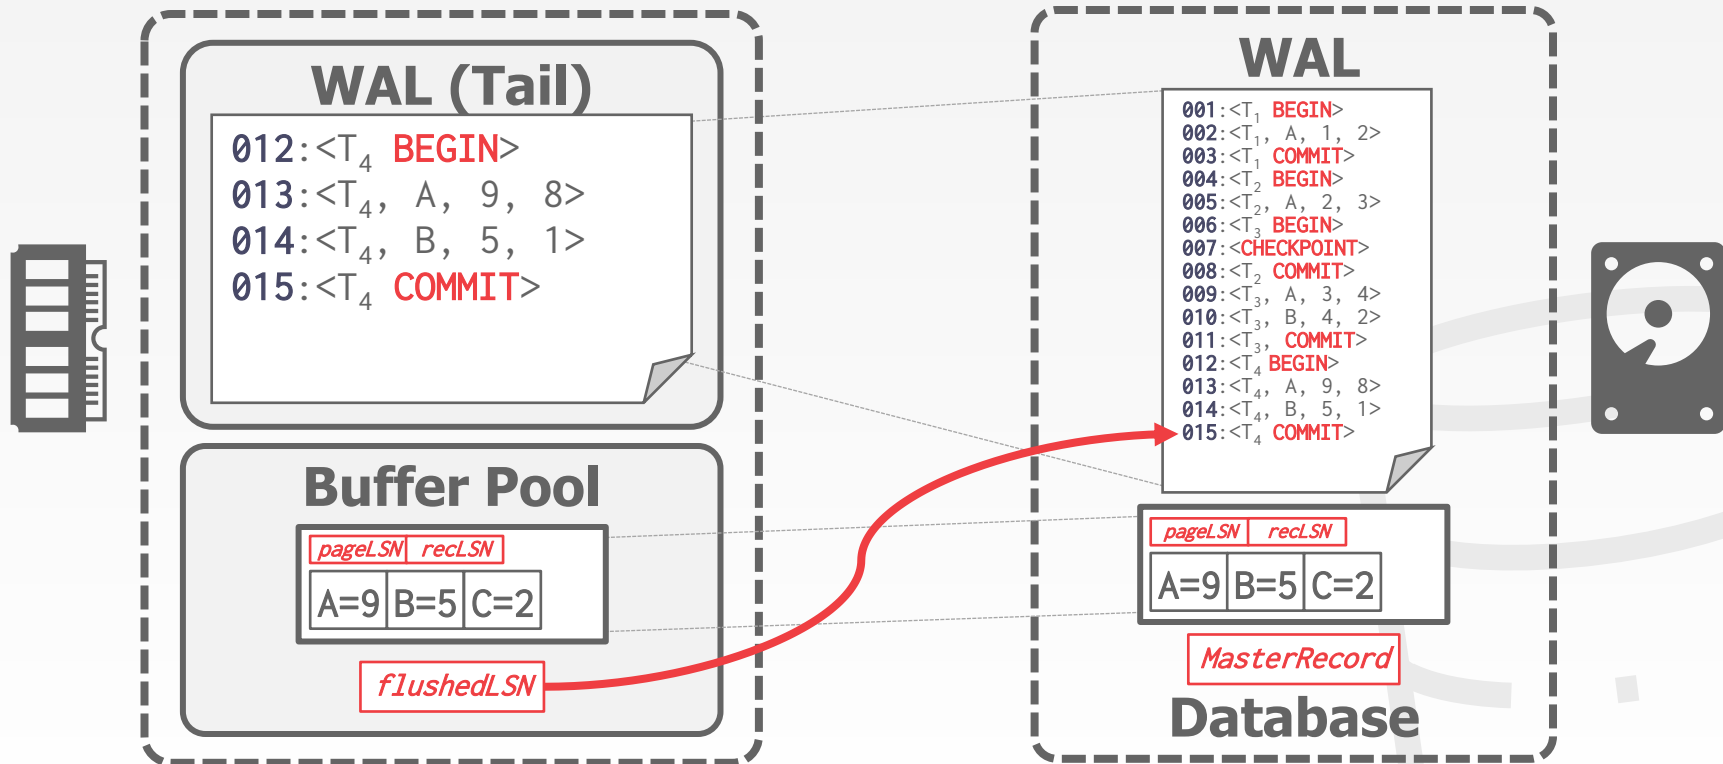 WAL (Tail)
012:<T4 BEGIN>
013:<T4, A, 9, 8>
014:<T4, B, 5, 1>
015:<T4 COMMIT>
Buffer Pool
pageLSN recLSN
A=9 B=5 C=2
flushedLSN
WAL
001:<T1 BEGIN>
002:<T1, A, 1, 2>
003:<T1 COMMIT>
004:<T2 BEGIN>
005:<T2, A, 2, 3>
006:<T3 BEGIN>
007:<CHECKPOINT>
008:<T2 COMMIT>
009:<T3, A, 3, 4>
010:<T3, B, 4, 2>
011:<T3, COMMIT>
012:<T4 BEGIN>
013:<T4, A, 9, 8>
014:<T4, B, 5, 1>
015:<T4 COMMIT>
pageLSN recLSN
A=9 B=5 C=2
MasterRecord
Database